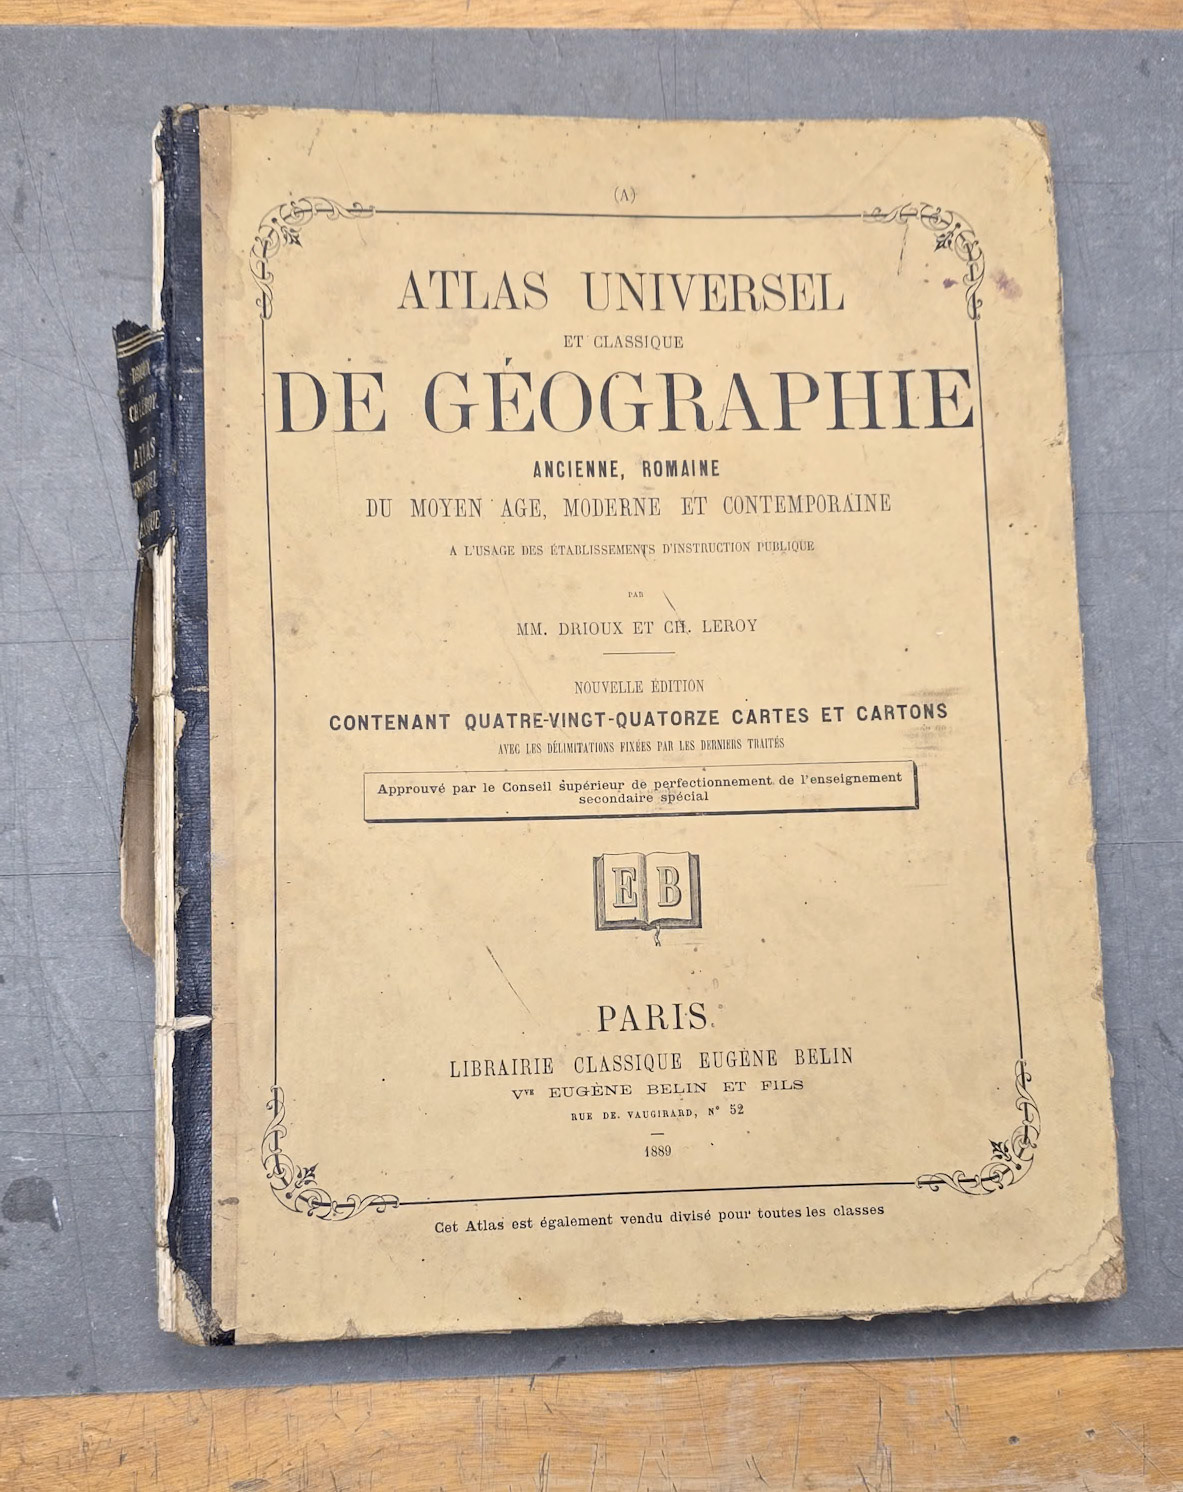 (A)
ATLAS UNIVERSEL
ET CLASSIQUE
DE GÉOGRAPHIE
ANCIENNE, ROMAINE
DU MOYEN AGE, MODERNE ET CONTEMPORAINE
A L'USAGE DES ÉTABLISSEMENTS D'INSTRUCTION PUBLIQUE
PAR
MM. DRIOUX ET CH. LEROY
NOUVELLE ÉDITION
CONTENANT QUATRE-VINGT-QUATORZE CARTES ET CARTONS
AVEC LES DÉLIMITATIONS FIXÉES PAR LES DERNIERS TRAITÉS
Approuvé par le Conseil supérieur de perfectionnement de l'enseignement
secondaire spécial
E B
PARIS
LIBRAIRIE CLASSIQUE EUGÈNE BELIN
Vve EUGÈNE BELIN ET FILS
RUE DE VAUGIRARD, N° 52
1889
Cet Atlas est également vendu divisé pour toutes les classes
CH. LEROY
ATLAS